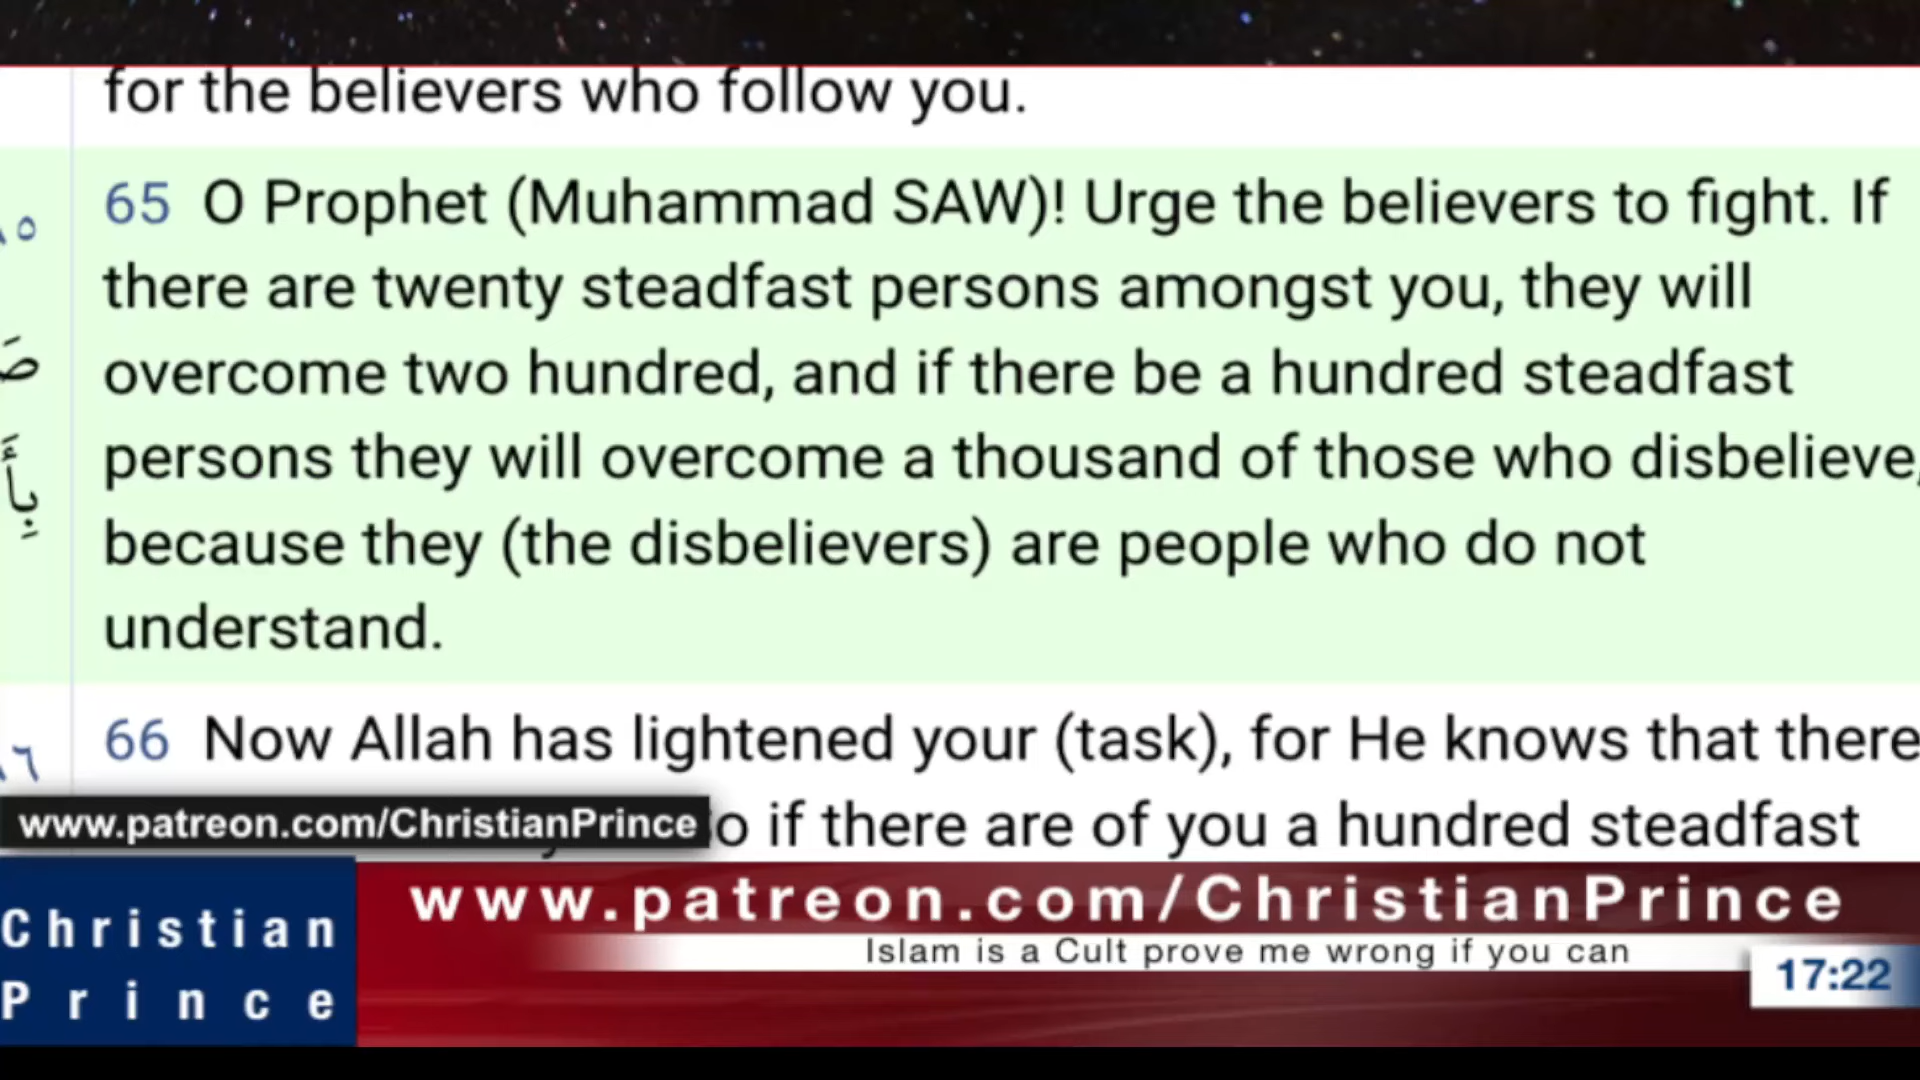 for the believers who follow you.
65 O Prophet (Muhammad SAW)! Urge the believers to fight. If
there are twenty steadfast persons amongst you, they will
overcome two hundred, and if there be a hundred steadfast
persons they will overcome a thousand of those who disbelieve,
because they (the disbelievers) are people who do not
understand.
66 Now Allah has lightened your (task), for He knows that there
www.patreon.com/ChristianPrince
if there are of you a hundred steadfast
www.patreon.com/ChristianPrince
Islam is a Cult prove me wrong if you can
Christian
Prince
17:22